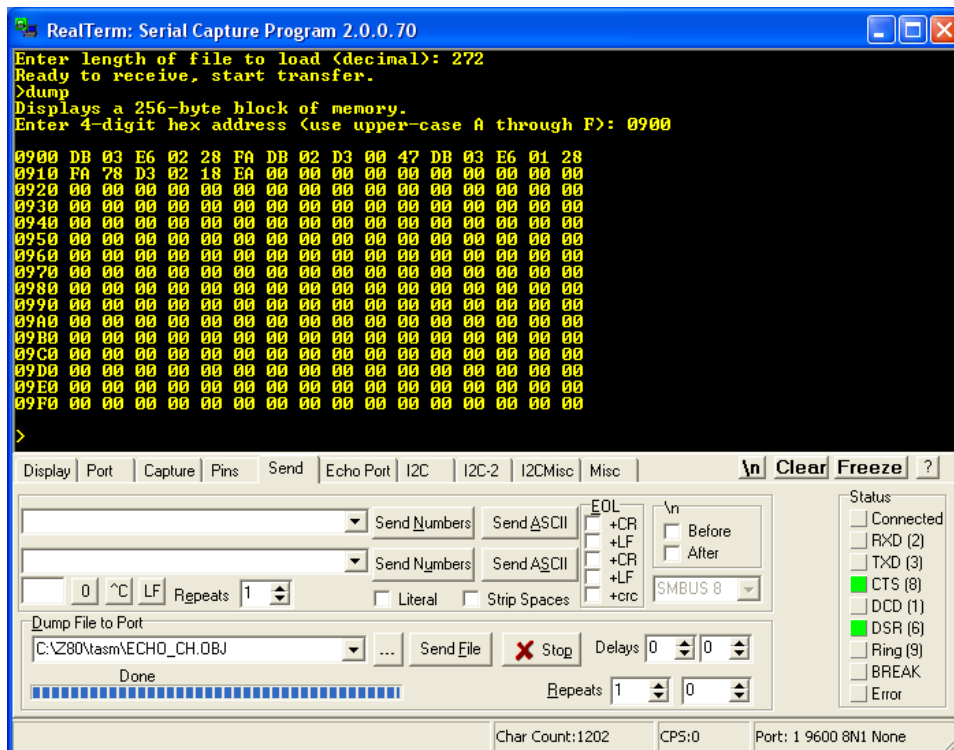 RealTerm: Serial Capture Program 2.0.0.70
Enter length of file to load (decimal): 272
Ready to receive, start transfer.
>dump
Displays a 256-byte block of memory.
Enter 4-digit hex address (use upper-case A through F): 0900
0900 DB 03 E6 02 28 FA DB 02 D3 00 47 DB 03 E6 01 28
0910 FA 78 D3 02 18 EA 00 00 00 00 00 00 00 00 00 00
0920 00 00 00 00 00 00 00 00 00 00 00 00 00 00 00 00
0930 00 00 00 00 00 00 00 00 00 00 00 00 00 00 00 00
0940 00 00 00 00 00 00 00 00 00 00 00 00 00 00 00 00
0950 00 00 00 00 00 00 00 00 00 00 00 00 00 00 00 00
0960 00 00 00 00 00 00 00 00 00 00 00 00 00 00 00 00
0970 00 00 00 00 00 00 00 00 00 00 00 00 00 00 00 00
0980 00 00 00 00 00 00 00 00 00 00 00 00 00 00 00 00
0990 00 00 00 00 00 00 00 00 00 00 00 00 00 00 00 00
09A0 00 00 00 00 00 00 00 00 00 00 00 00 00 00 00 00
09B0 00 00 00 00 00 00 00 00 00 00 00 00 00 00 00 00
09C0 00 00 00 00 00 00 00 00 00 00 00 00 00 00 00 00
09D0 00 00 00 00 00 00 00 00 00 00 00 00 00 00 00 00
09E0 00 00 00 00 00 00 00 00 00 00 00 00 00 00 00 00
09F0 00 00 00 00 00 00 00 00 00 00 00 00 00 00 00 00
>
Display Port Capture Pins Send Echo Port I2C I2C-2 I2CMisc Misc \n Clear Freeze ?
Send Numbers Send ASCII
Send Numbers Send ASCII
0 ^C LF Repeats 1
Literal Strip Spaces
EOL
+CR
+LF
+CR
+LF
+crc
\n
Before
After
SMBUS 8
Dump File to Port
C:\Z80\tasm\ECHO_CH.OBJ ... Send File Stop Delays 0 0
Done
Repeats 1 0
Status
Connected
RXD (2)
TXD (3)
CTS (8)
DCD (1)
DSR (6)
Ring (9)
BREAK
Error
Char Count:1202 CPS:0 Port: 1 9600 8N1 None